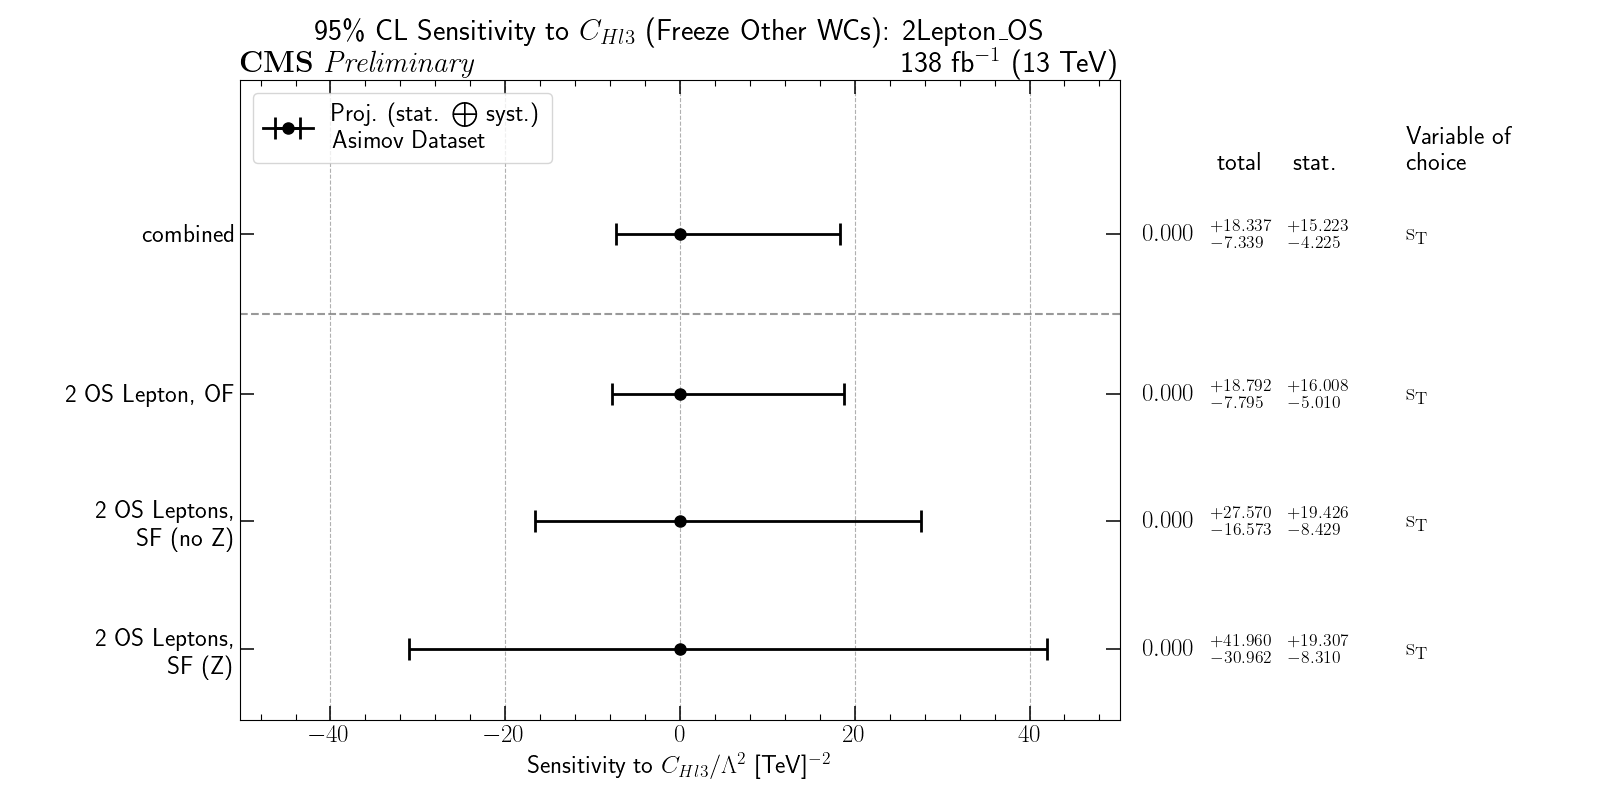 95% CL Sensitivity to C_{Hl3} (Freeze Other WCs): 2Lepton_OS
CMS Preliminary 138 fb^{−1} (13 TeV)
Proj. (stat. ⨁ syst.)
Asimov Dataset
Variable of
total stat. choice
combined 0.000 +18.337 −7.339 +15.223 −4.225 s_T
2 OS Lepton, OF 0.000 +18.792 −7.795 +16.008 −5.010 s_T
2 OS Leptons,
SF (no Z) 0.000 +27.570 −16.573 +19.426 −8.429 s_T
2 OS Leptons,
SF (Z) 0.000 +41.960 −30.962 +19.307 −8.310 s_T
−40 −20 0 20 40
Sensitivity to C_{Hl3}/Λ^2 [TeV]^{−2}